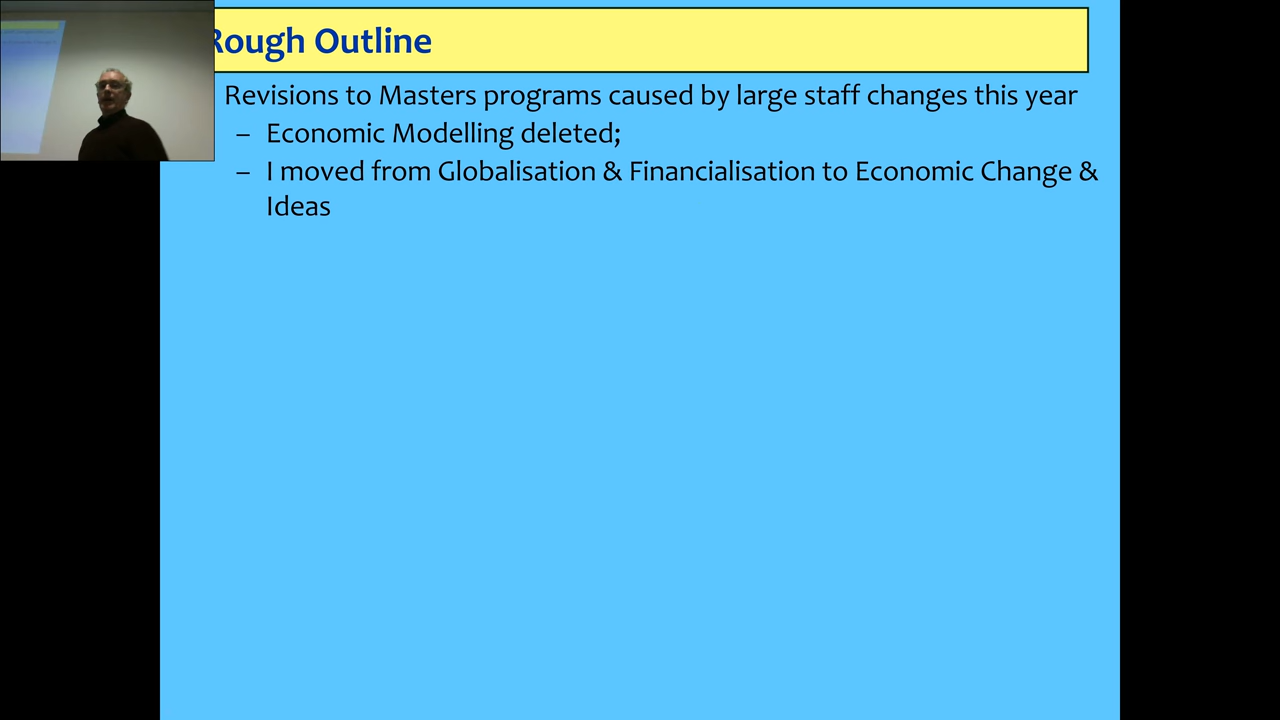 Rough Outline
Revisions to Masters programs caused by large staff changes this year
– Economic Modelling deleted;
– I moved from Globalisation & Financialisation to Economic Change &
Ideas